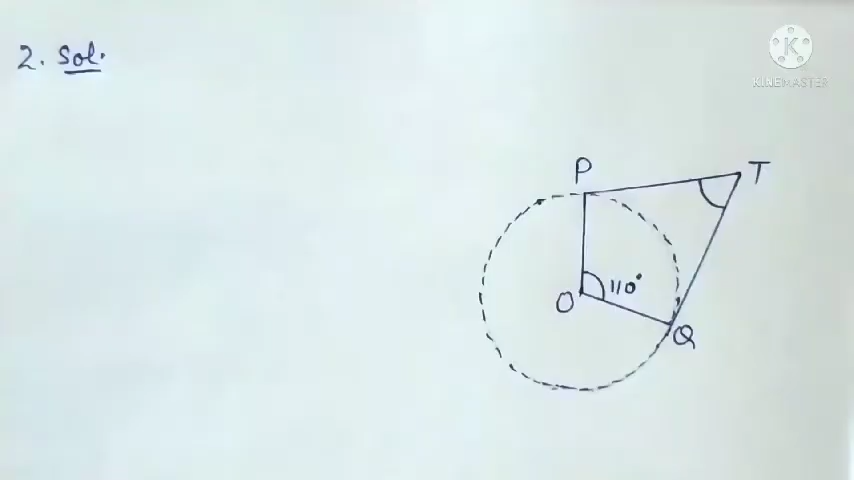 2. Sol.
K
KINEMASTER
P
T
O
110°
Q